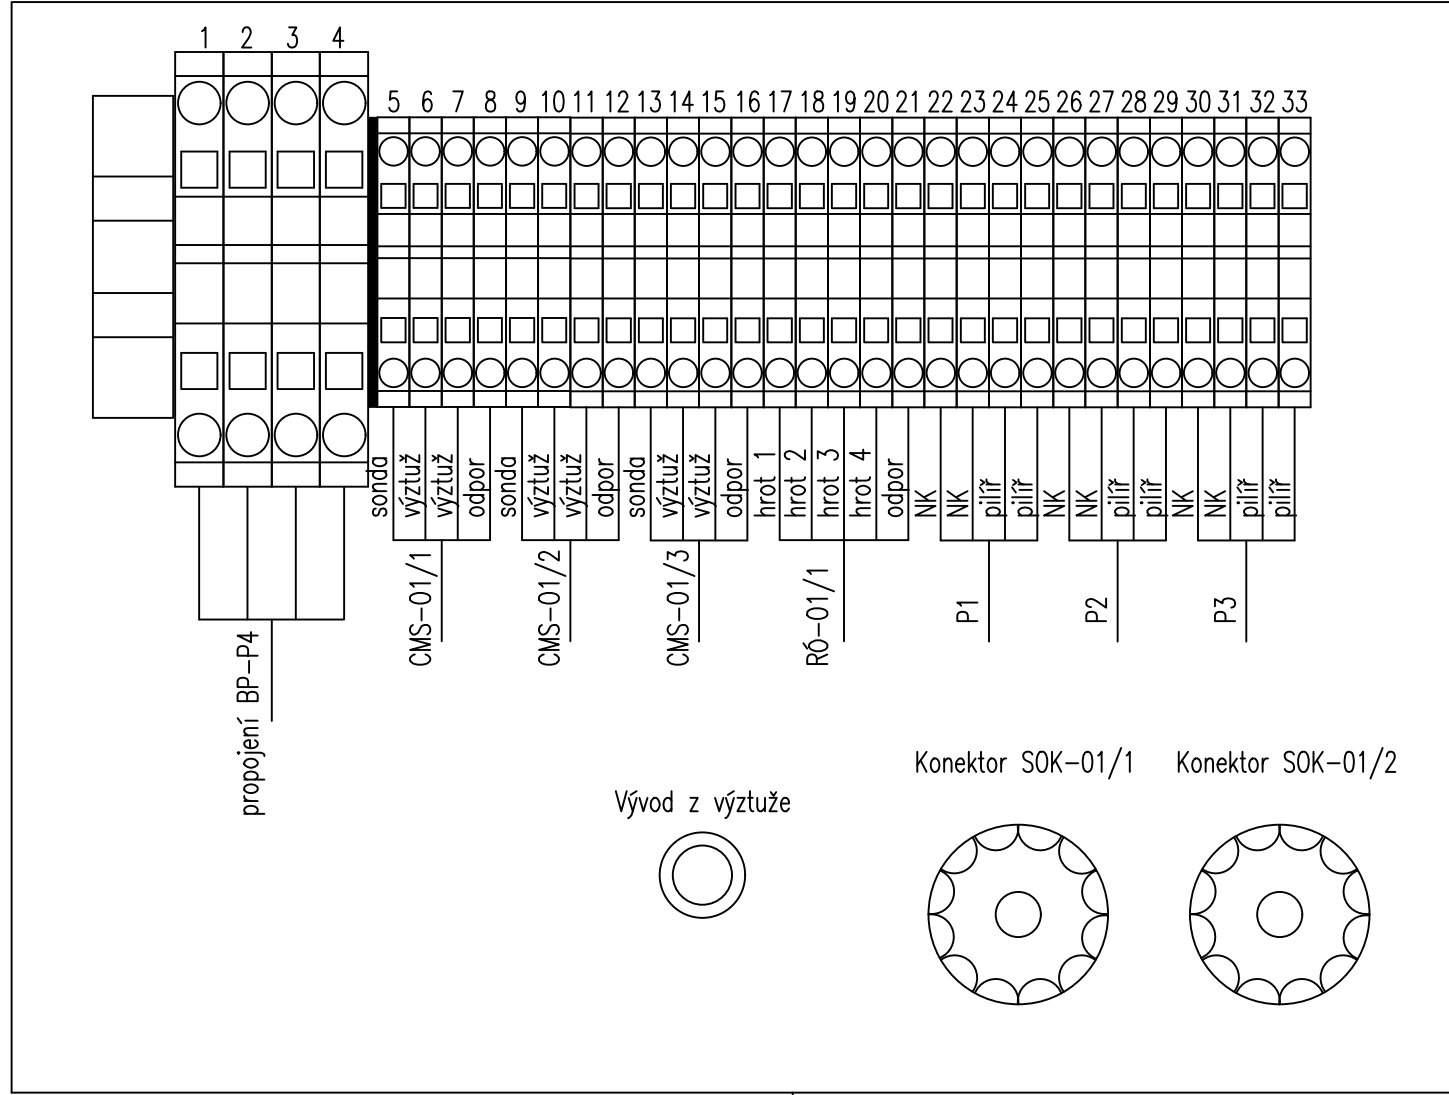 1 2 3 4
5 6 7 8 9 10 11 12 13 14 15 16 17 18 19 20 21 22 23 24 25 26 27 28 29 30 31 32 33
sonda
výztuž
výztuž
odpor
sonda
výztuž
výztuž
odpor
sonda
výztuž
výztuž
odpor
hrot 1
hrot 2
hrot 3
hrot 4
odpor
NK
NK
pilíř
pilíř
NK
NK
pilíř
pilíř
NK
NK
pilíř
pilíř
propojení BP-P4
CMS-01/1
CMS-01/2
CMS-01/3
RÓ-01/1
P1
P2
P3
Konektor SOK-01/1
Konektor SOK-01/2
Vývod z výztuže